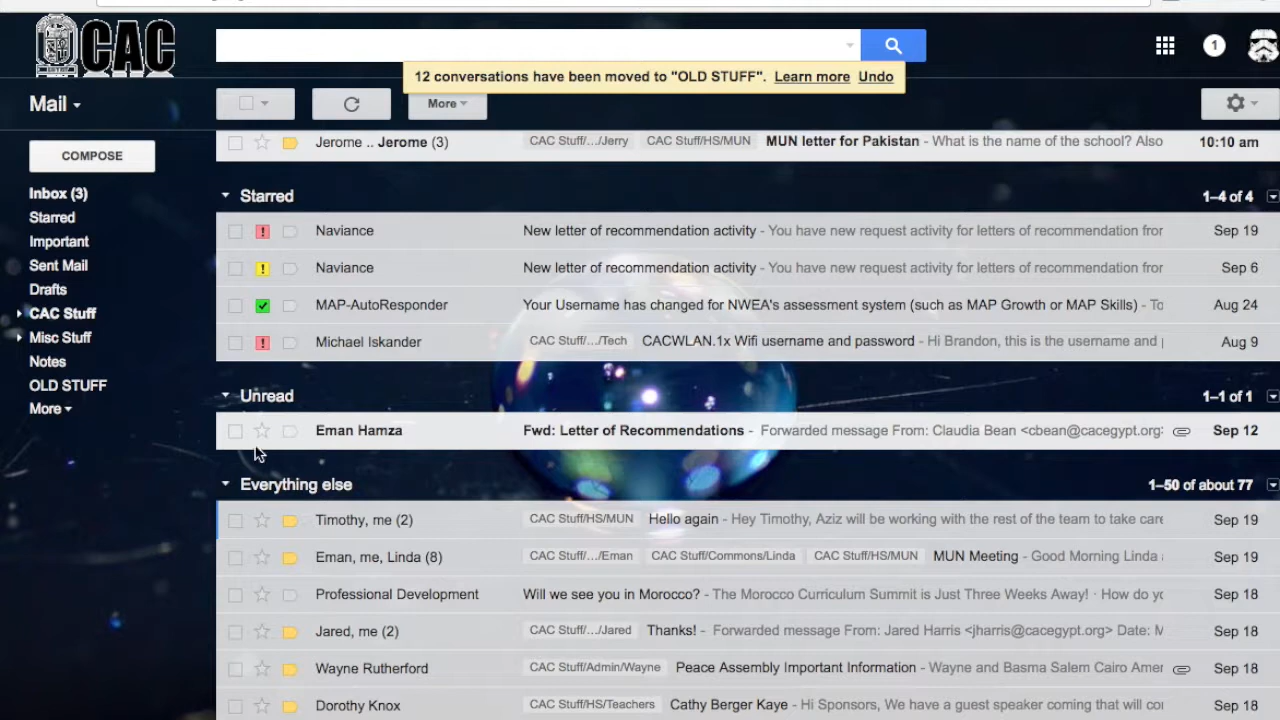 CAC
12 conversations have been moved to "OLD STUFF". Learn more Undo
1
Mail
More
COMPOSE
Inbox (3)
Starred
Important
Sent Mail
Drafts
CAC Stuff
Misc Stuff
Notes
OLD STUFF
More
Jerome .. Jerome (3) CAC Stuff/.../Jerry CAC Stuff/HS/MUN MUN letter for Pakistan - What is the name of the school? Also 10:10 am
Starred 1–4 of 4
Naviance New letter of recommendation activity - You have new request activity for letters of recommendation from Sep 19
Naviance New letter of recommendation activity - You have new request activity for letters of recommendation from Sep 6
MAP-AutoResponder Your Username has changed for NWEA's assessment system (such as MAP Growth or MAP Skills) - To Aug 24
Michael Iskander CAC Stuff/.../Tech CACWLAN.1x Wifi username and password - Hi Brandon, this is the username and Aug 9
Unread 1–1 of 1
Eman Hamza Fwd: Letter of Recommendations - Forwarded message From: Claudia Bean <cbean@cacegypt.org> Sep 12
Everything else 1–50 of about 77
Timothy, me (2) CAC Stuff/HS/MUN Hello again - Hey Timothy, Aziz will be working with the rest of the team to take care Sep 19
Eman, me, Linda (8) CAC Stuff/.../Eman CAC Stuff/Commons/Linda CAC Stuff/HS/MUN MUN Meeting - Good Morning Linda Sep 19
Professional Development Will we see you in Morocco? - The Morocco Curriculum Summit is Just Three Weeks Away! · How do yo Sep 18
Jared, me (2) CAC Stuff/.../Jared Thanks! - Forwarded message From: Jared Harris <jharris@cacegypt.org> Date: M Sep 18
Wayne Rutherford CAC Stuff/Admin/Wayne Peace Assembly Important Information - Wayne and Basma Salem Cairo Amer Sep 18
Dorothy Knox CAC Stuff/HS/Teachers Cathy Berger Kaye - Hi Sponsors, We have a guest speaker coming that will co Sep 18